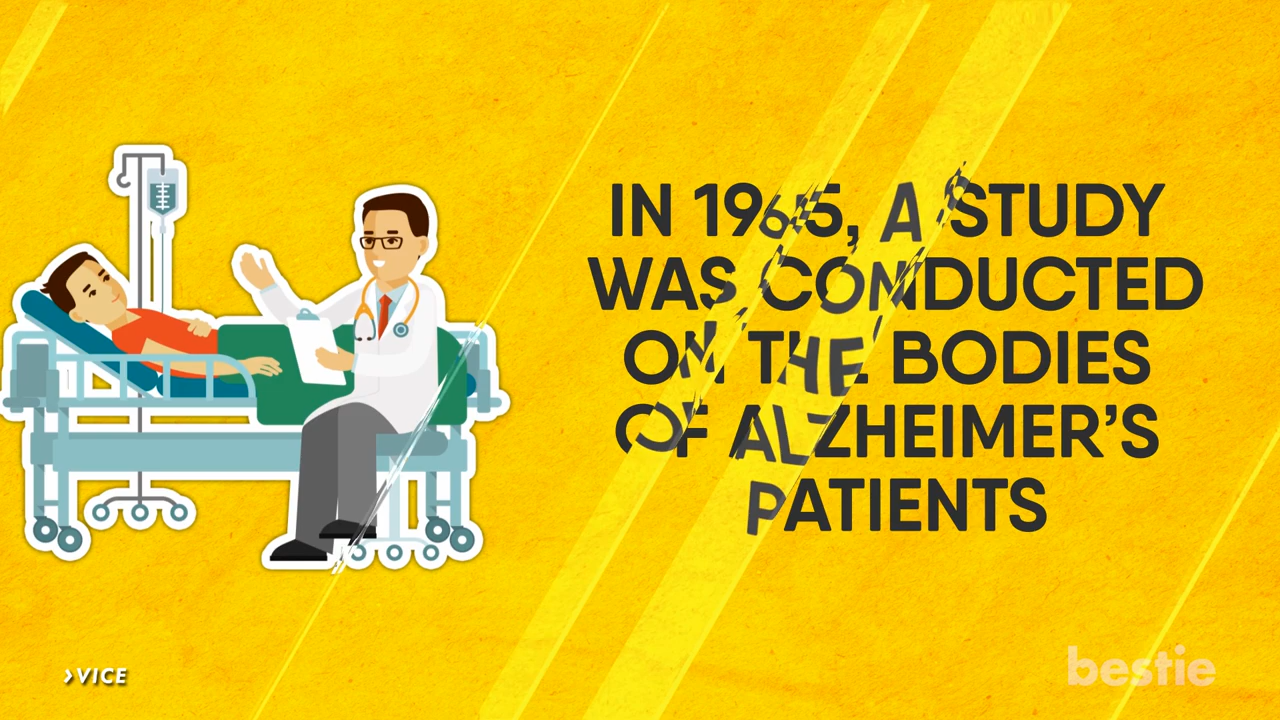 IN 1965, A STUDY
WAS CONDUCTED
ON THE BODIES
OF ALZHEIMER'S
PATIENTS
›VICE
bestie